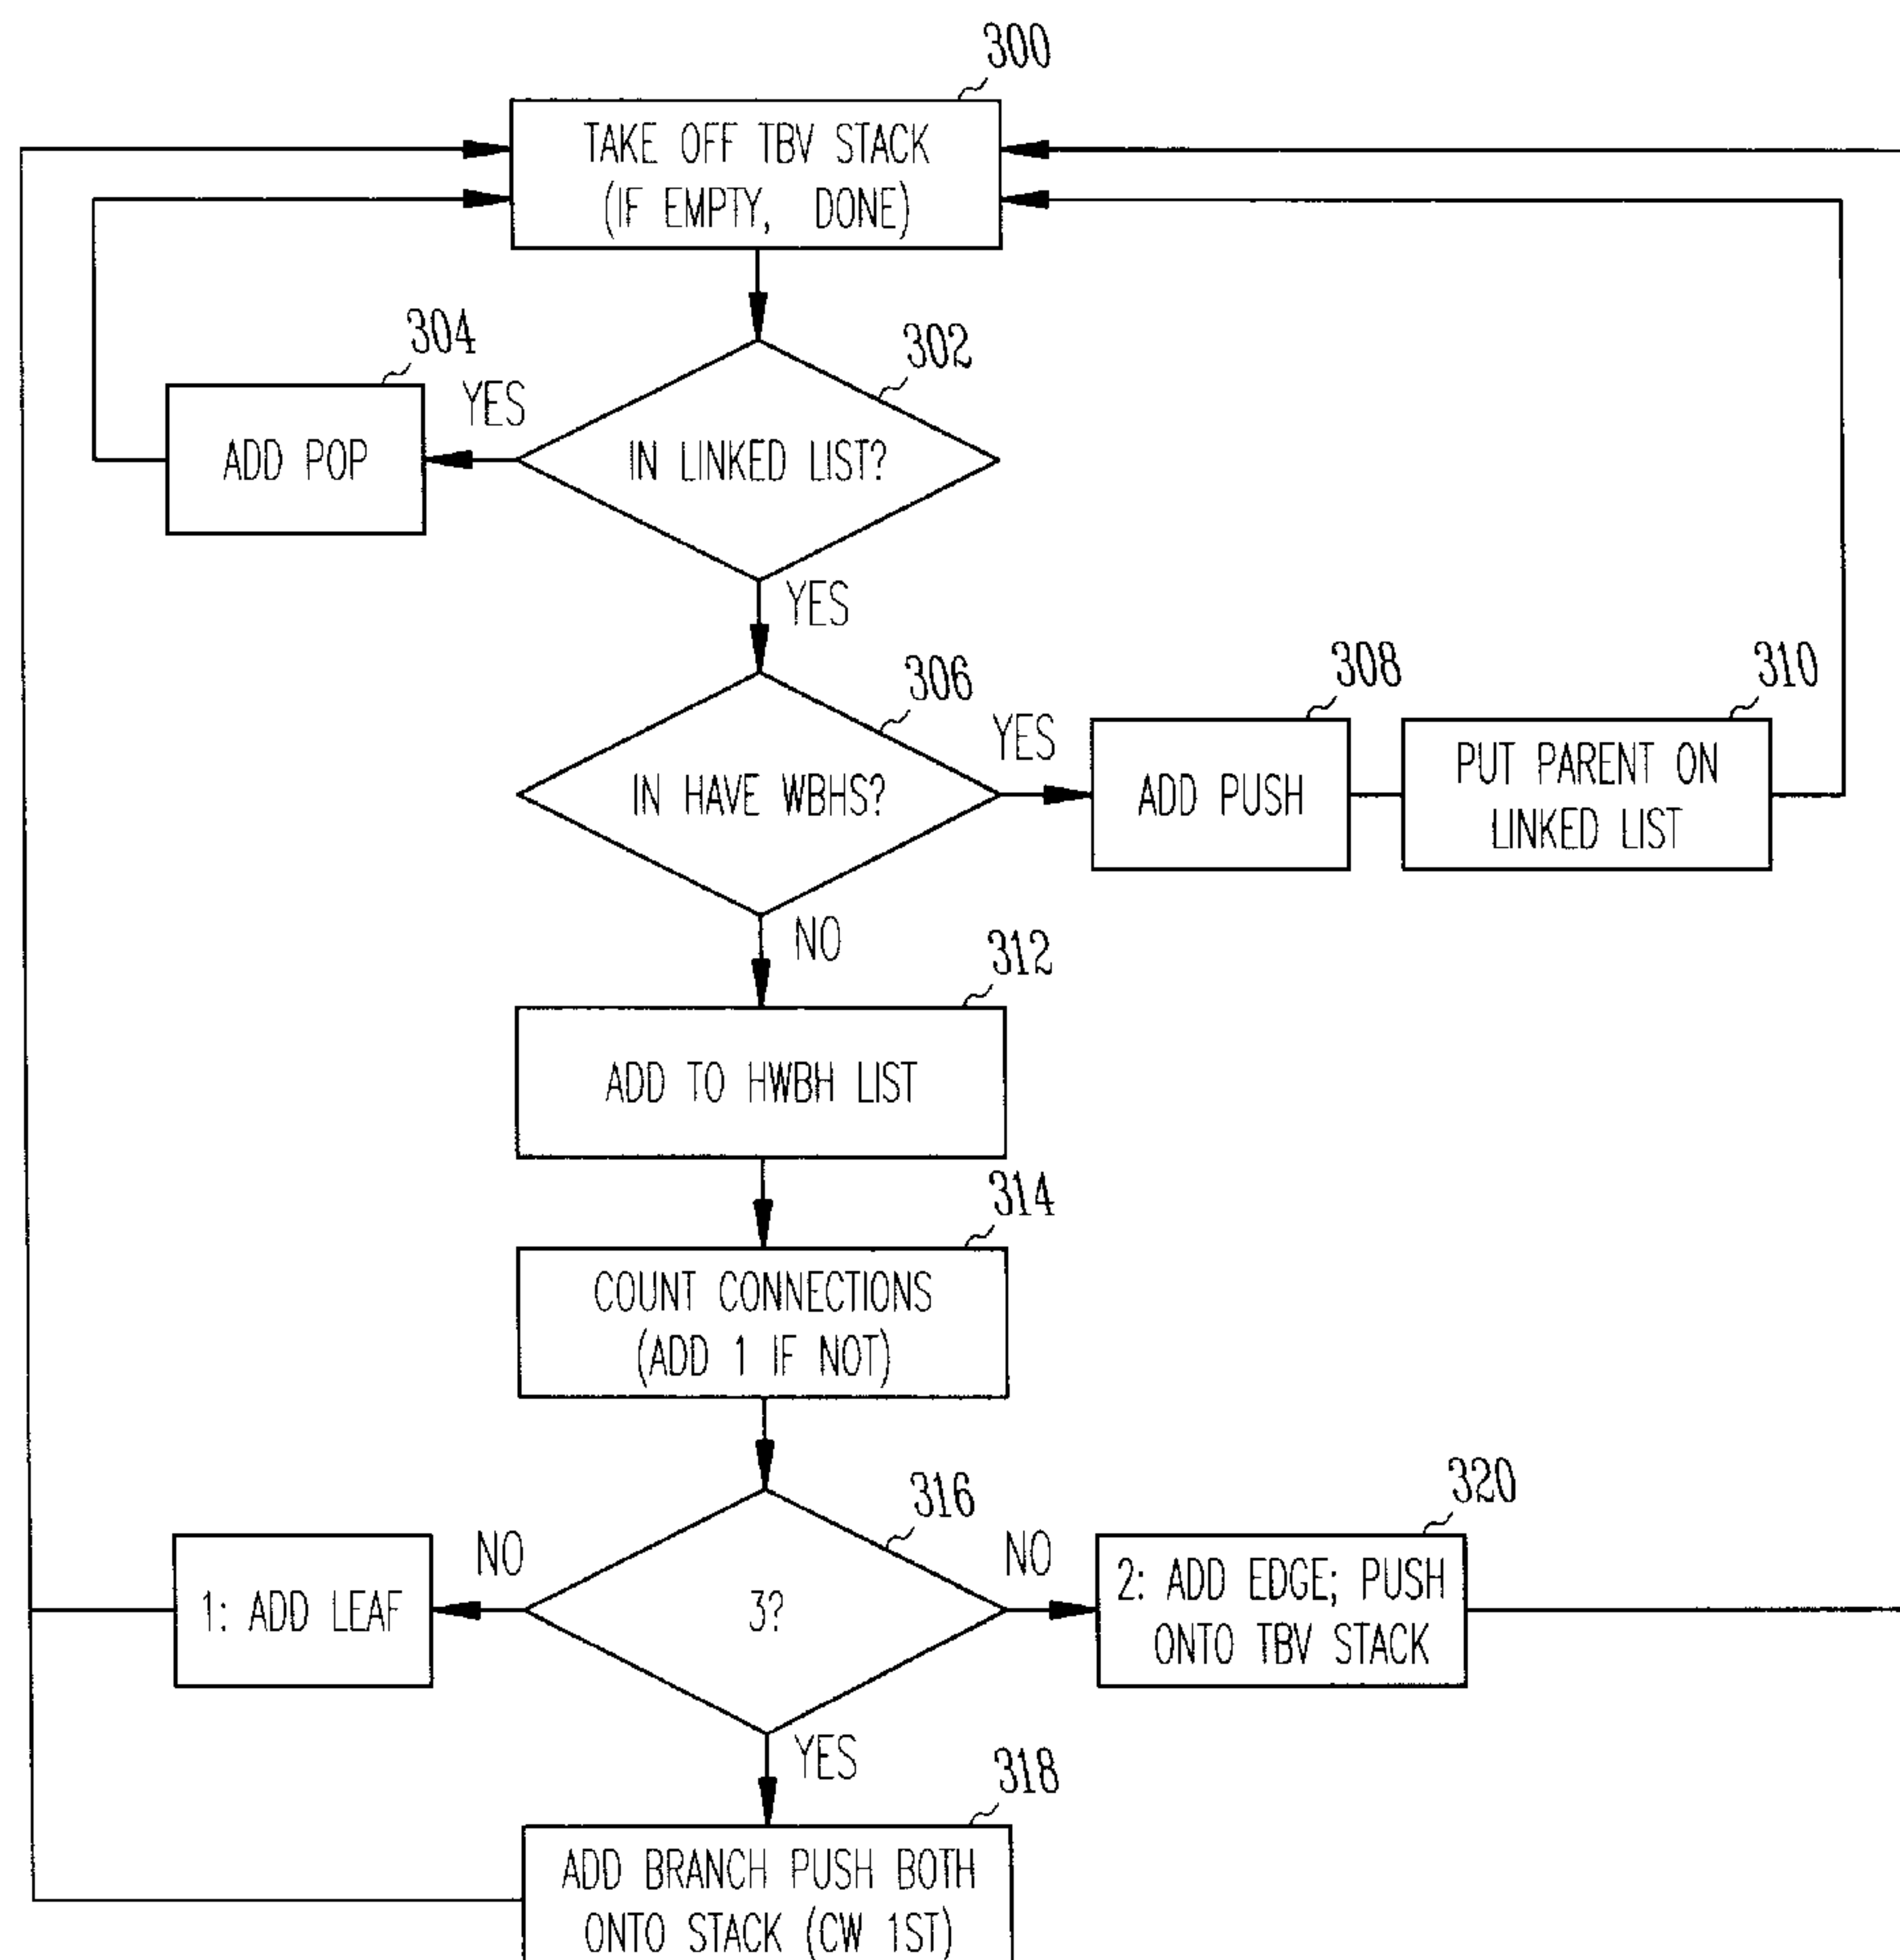 300
TAKE OFF TBV STACK
(IF EMPTY, DONE)
304
302
YES
ADD POP
IN LINKED LIST?
YES
306
308
310
YES
IN HAVE WBHS?
ADD PUSH
PUT PARENT ON
LINKED LIST
NO
312
ADD TO HWBH LIST
314
COUNT CONNECTIONS
(ADD 1 IF NOT)
316
320
NO
NO
1: ADD LEAF
3?
2: ADD EDGE; PUSH
ONTO TBV STACK
YES
318
ADD BRANCH PUSH BOTH
ONTO STACK (CW 1ST)